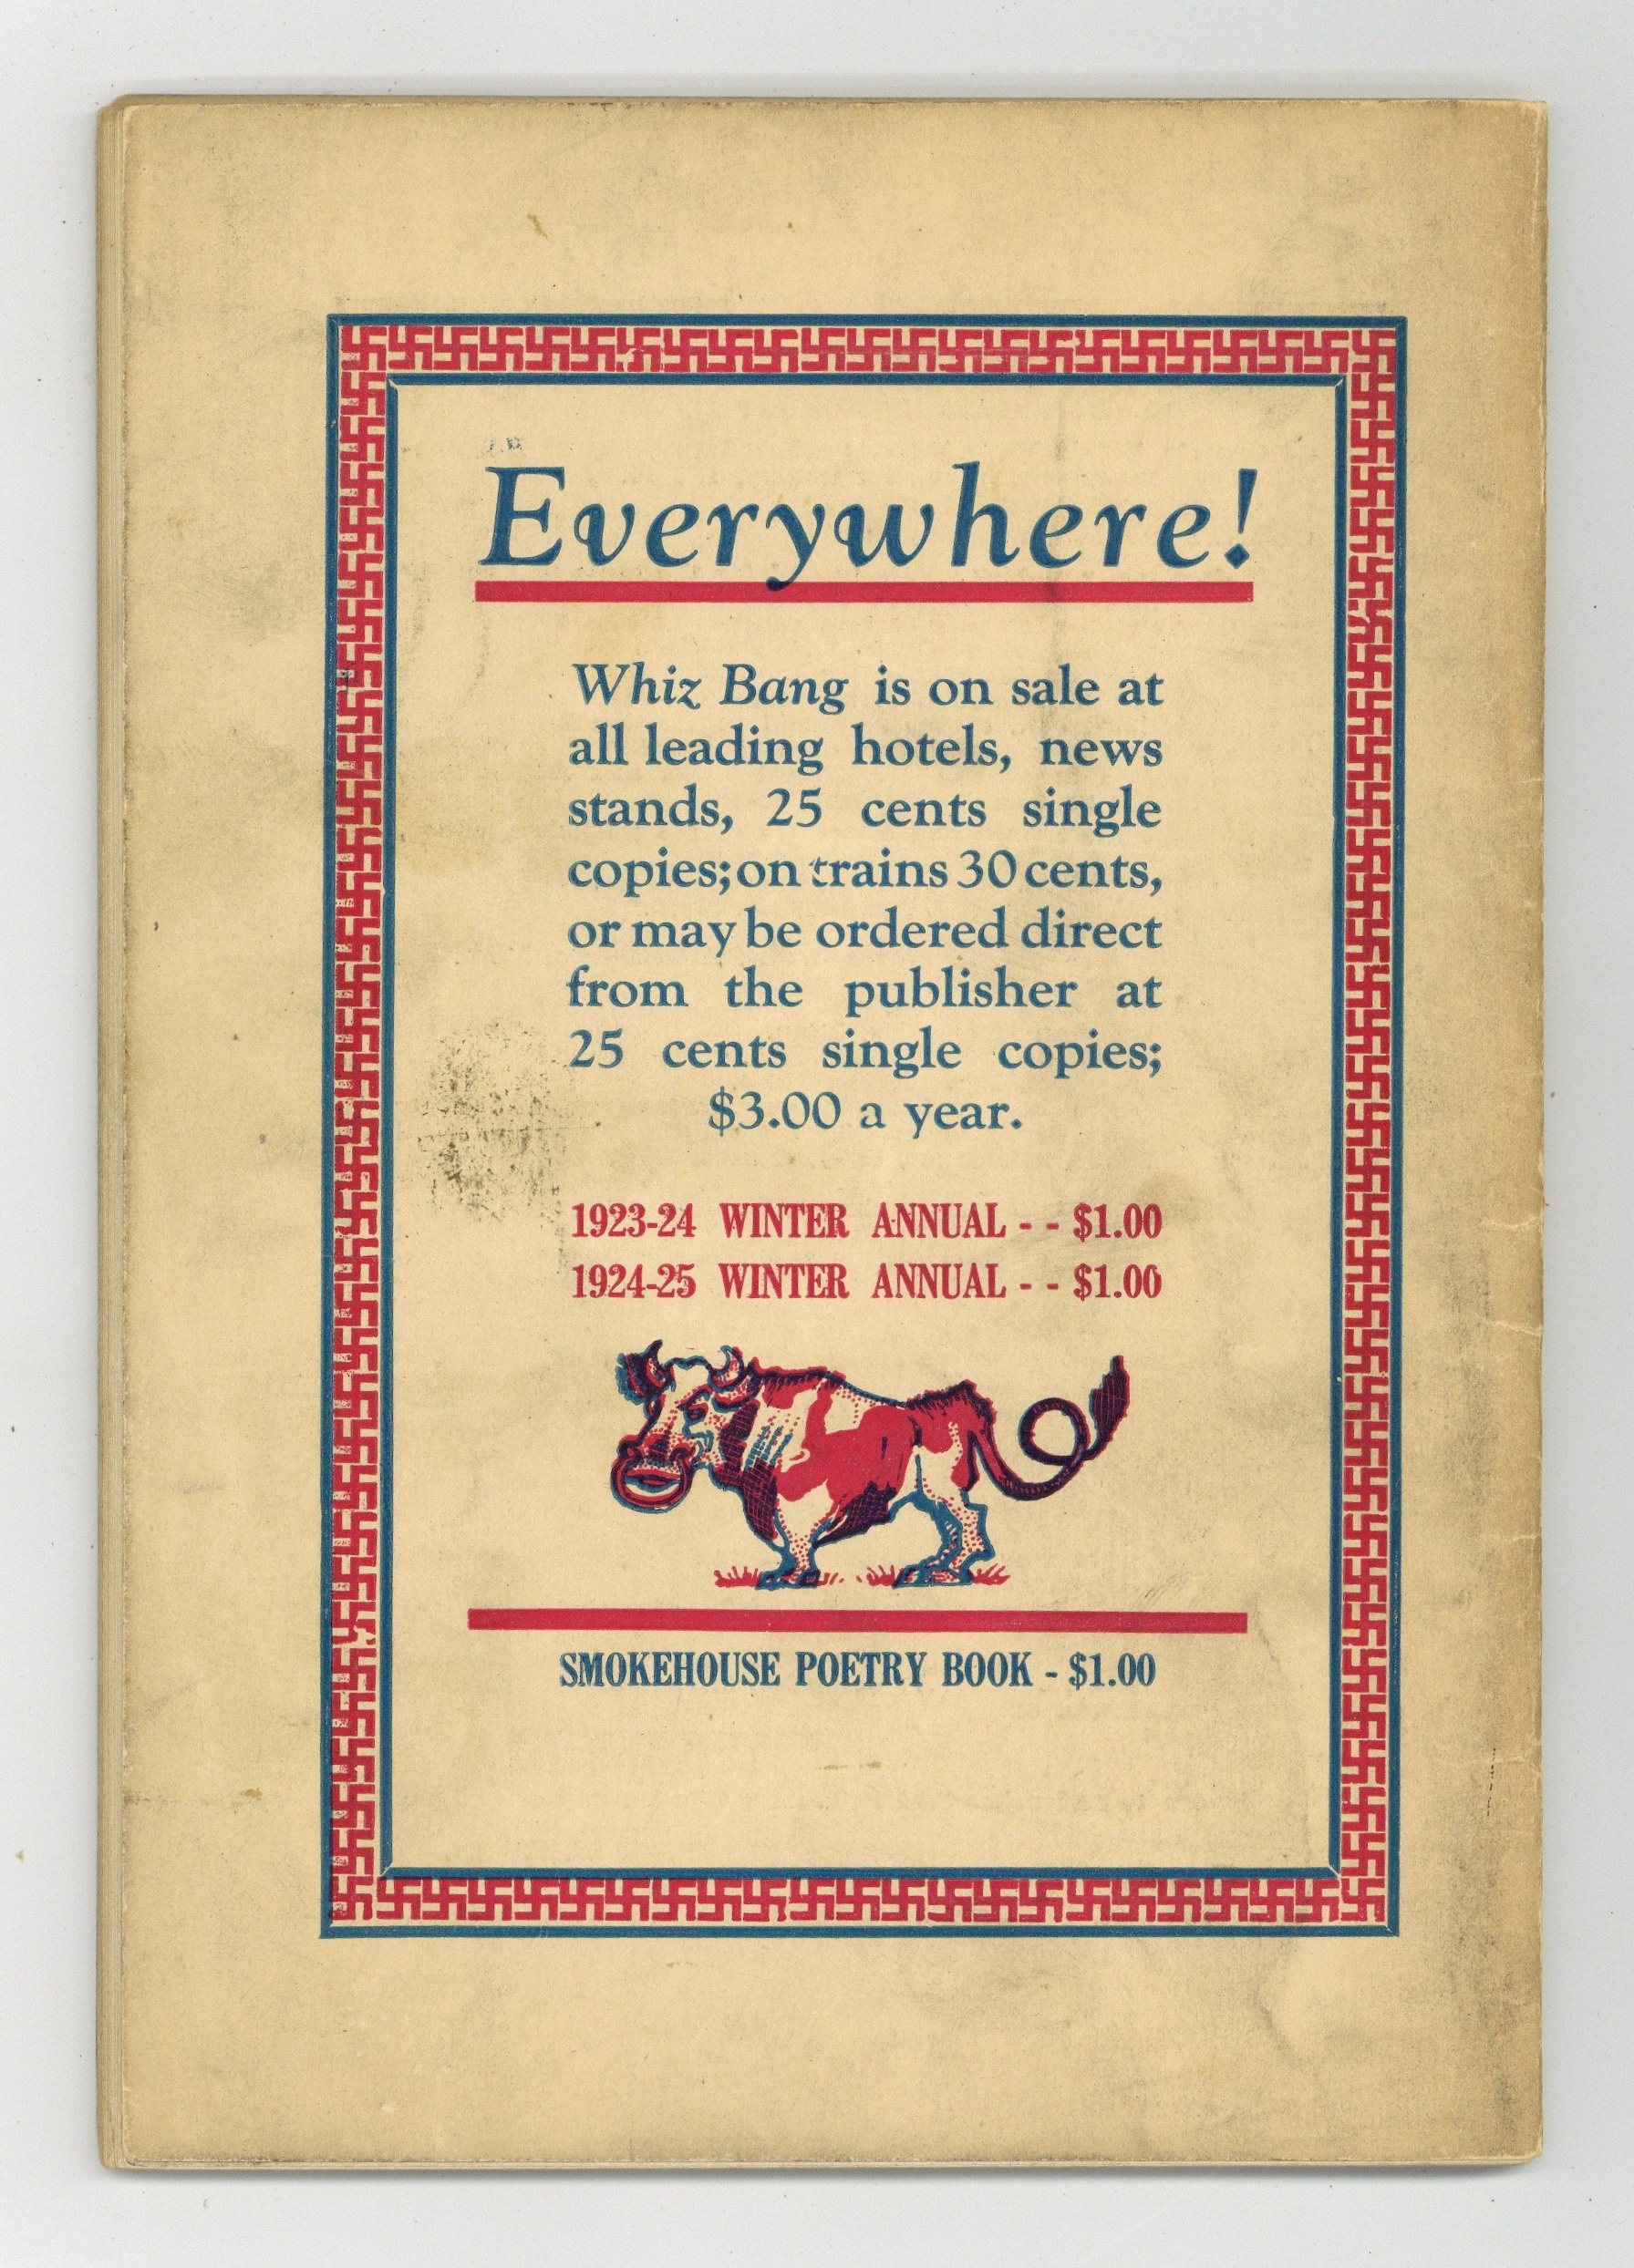 Everywhere!
Whiz Bang is on sale at
all leading hotels, news
stands, 25 cents single
copies; on trains 30 cents,
or may be ordered direct
from the publisher at
25 cents single copies;
$3.00 a year.
1923-24 WINTER ANNUAL - - $1.00
1924-25 WINTER ANNUAL - - $1.00
SMOKEHOUSE POETRY BOOK - $1.00